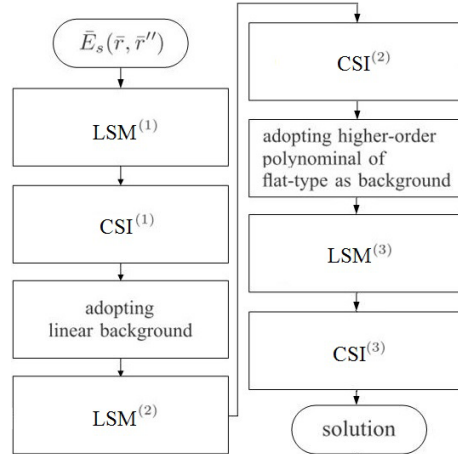 Ē_s(r̄, r̄″)
LSM^(1)
CSI^(1)
adopting
linear background
LSM^(2)
CSI^(2)
adopting higher-order
polynominal of
flat-type as background
LSM^(3)
CSI^(3)
solution